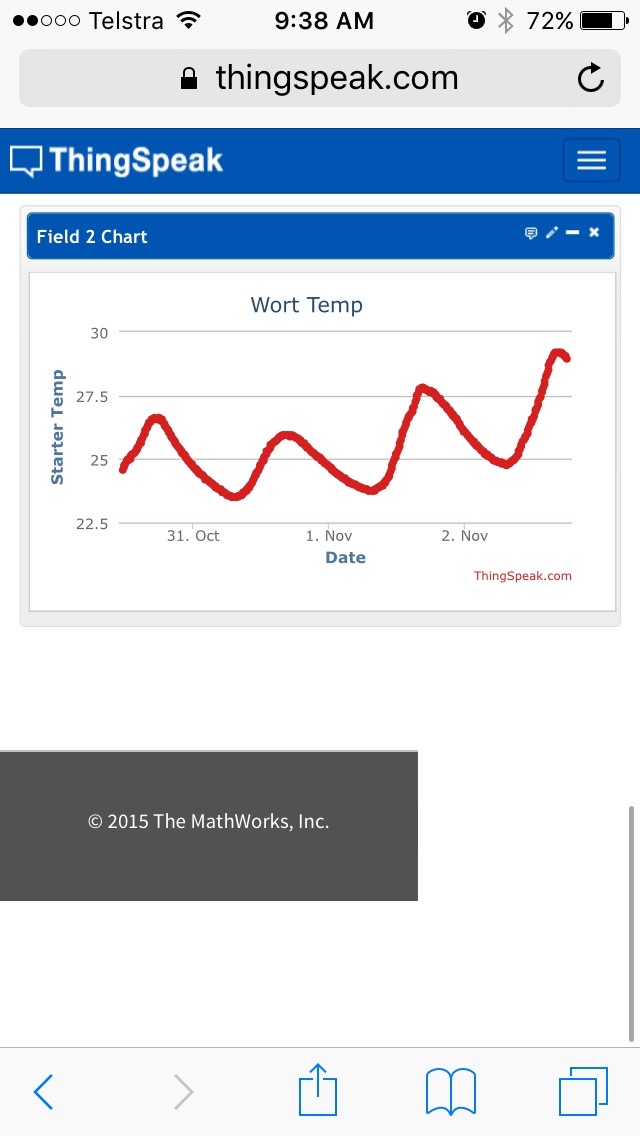 Telstra 9:38 AM 72%
thingspeak.com
ThingSpeak
Field 2 Chart
Wort Temp
30
27.5
25
22.5
Starter Temp
31. Oct 1. Nov 2. Nov
Date
ThingSpeak.com
© 2015 The MathWorks, Inc.